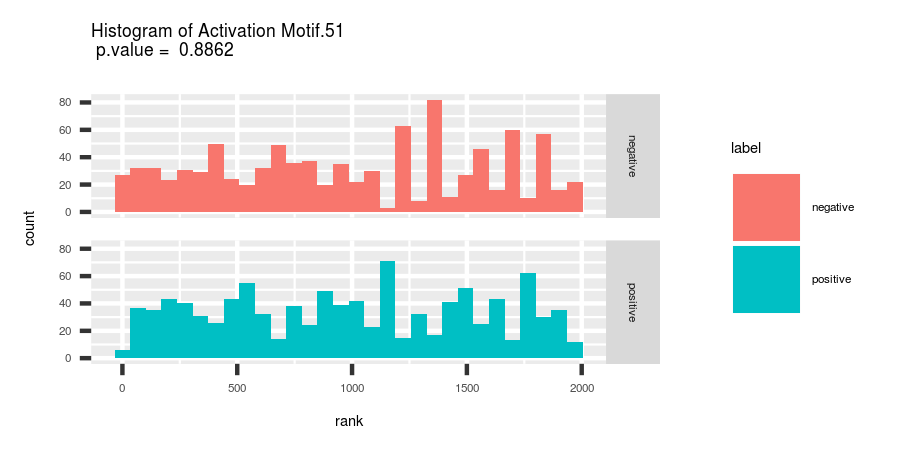 Histogram of Activation Motif.51
p.value = 0.8862
count
80
60
40
20
0
negative
80
60
40
20
0
positive
0 500 1000 1500 2000
rank
label
negative
positive